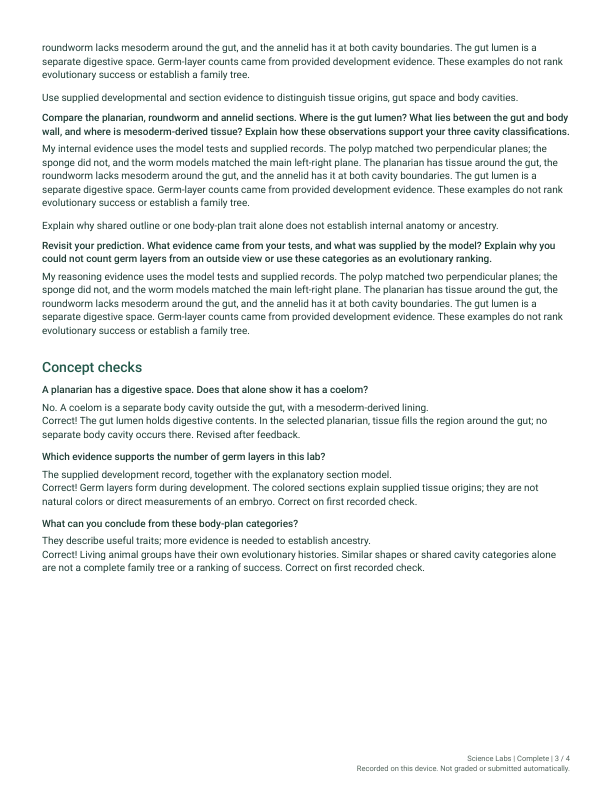 roundworm lacks mesoderm around the gut, and the annelid has it at both cavity boundaries. The gut lumen is a
separate digestive space. Germ-layer counts came from provided development evidence. These examples do not rank
evolutionary success or establish a family tree.
Use supplied developmental and section evidence to distinguish tissue origins, gut space and body cavities.
Compare the planarian, roundworm and annelid sections. Where is the gut lumen? What lies between the gut and body
wall, and where is mesoderm-derived tissue? Explain how these observations support your three cavity classifications.
My internal evidence uses the model tests and supplied records. The polyp matched two perpendicular planes; the
sponge did not, and the worm models matched the main left-right plane. The planarian has tissue around the gut, the
roundworm lacks mesoderm around the gut, and the annelid has it at both cavity boundaries. The gut lumen is a
separate digestive space. Germ-layer counts came from provided development evidence. These examples do not rank
evolutionary success or establish a family tree.
Explain why shared outline or one body-plan trait alone does not establish internal anatomy or ancestry.
Revisit your prediction. What evidence came from your tests, and what was supplied by the model? Explain why you
could not count germ layers from an outside view or use these categories as an evolutionary ranking.
My reasoning evidence uses the model tests and supplied records. The polyp matched two perpendicular planes; the
sponge did not, and the worm models matched the main left-right plane. The planarian has tissue around the gut, the
roundworm lacks mesoderm around the gut, and the annelid has it at both cavity boundaries. The gut lumen is a
separate digestive space. Germ-layer counts came from provided development evidence. These examples do not rank
evolutionary success or establish a family tree.
Concept checks
A planarian has a digestive space. Does that alone show it has a coelom?
No. A coelom is a separate body cavity outside the gut, with a mesoderm-derived lining.
Correct! The gut lumen holds digestive contents. In the selected planarian, tissue fills the region around the gut; no
separate body cavity occurs there. Revised after feedback.
Which evidence supports the number of germ layers in this lab?
The supplied development record, together with the explanatory section model.
Correct! Germ layers form during development. The colored sections explain supplied tissue origins; they are not
natural colors or direct measurements of an embryo. Correct on first recorded check.
What can you conclude from these body-plan categories?
They describe useful traits; more evidence is needed to establish ancestry.
Correct! Living animal groups have their own evolutionary histories. Similar shapes or shared cavity categories alone
are not a complete family tree or a ranking of success. Correct on first recorded check.
Science Labs | Complete | 3 / 4
Recorded on this device. Not graded or submitted automatically.